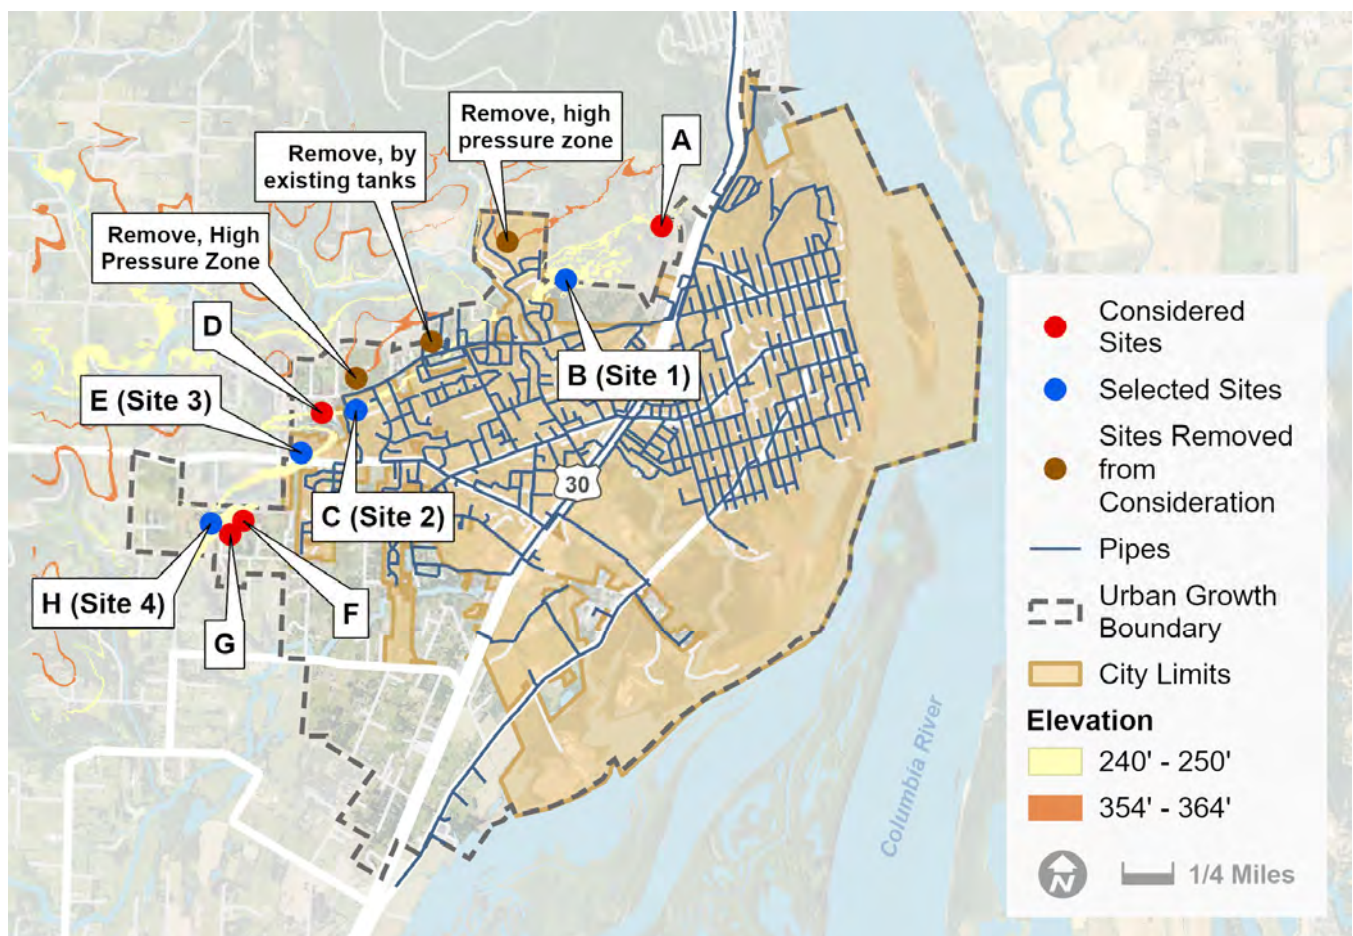 Remove, high
pressure zone
A
Remove, by
existing tanks
Remove, High
Pressure Zone
D
B (Site 1)
E (Site 3)
C (Site 2)
30
H (Site 4)
G
F
Columbia River
Considered
Sites
Selected Sites
Sites Removed
from
Consideration
Pipes
Urban Growth
Boundary
City Limits
Elevation
240' - 250'
354' - 364'
N
1/4 Miles